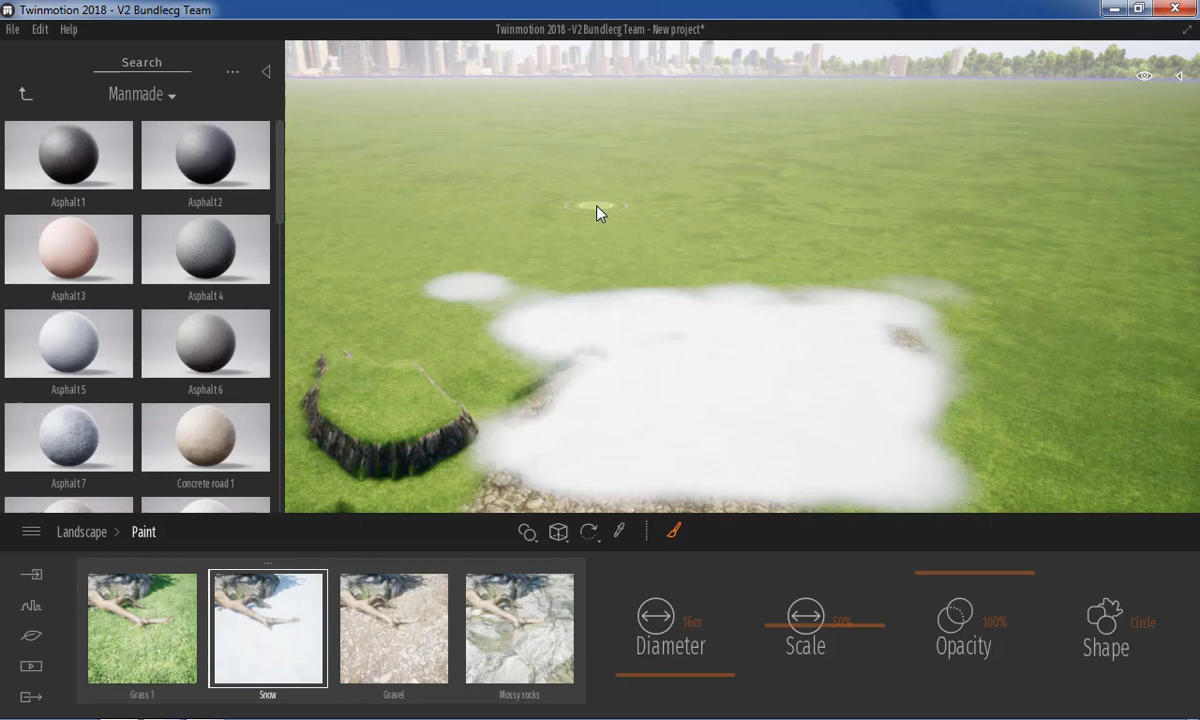 Twinmotion 2018 - V2 Bundlecg Team
File Edit Help
Twinmotion 2018 - V2 Bundlecg Team - New project*
Search
...
Manmade
Asphalt 1
Asphalt 2
Asphalt 3
Asphalt 4
Asphalt 5
Asphalt 6
Asphalt 7
Concrete road 1
Landscape > Paint
...
Grass 1
Snow
Gravel
Mossy rocks
16m
Diameter
50%
Scale
100%
Opacity
Circle
Shape